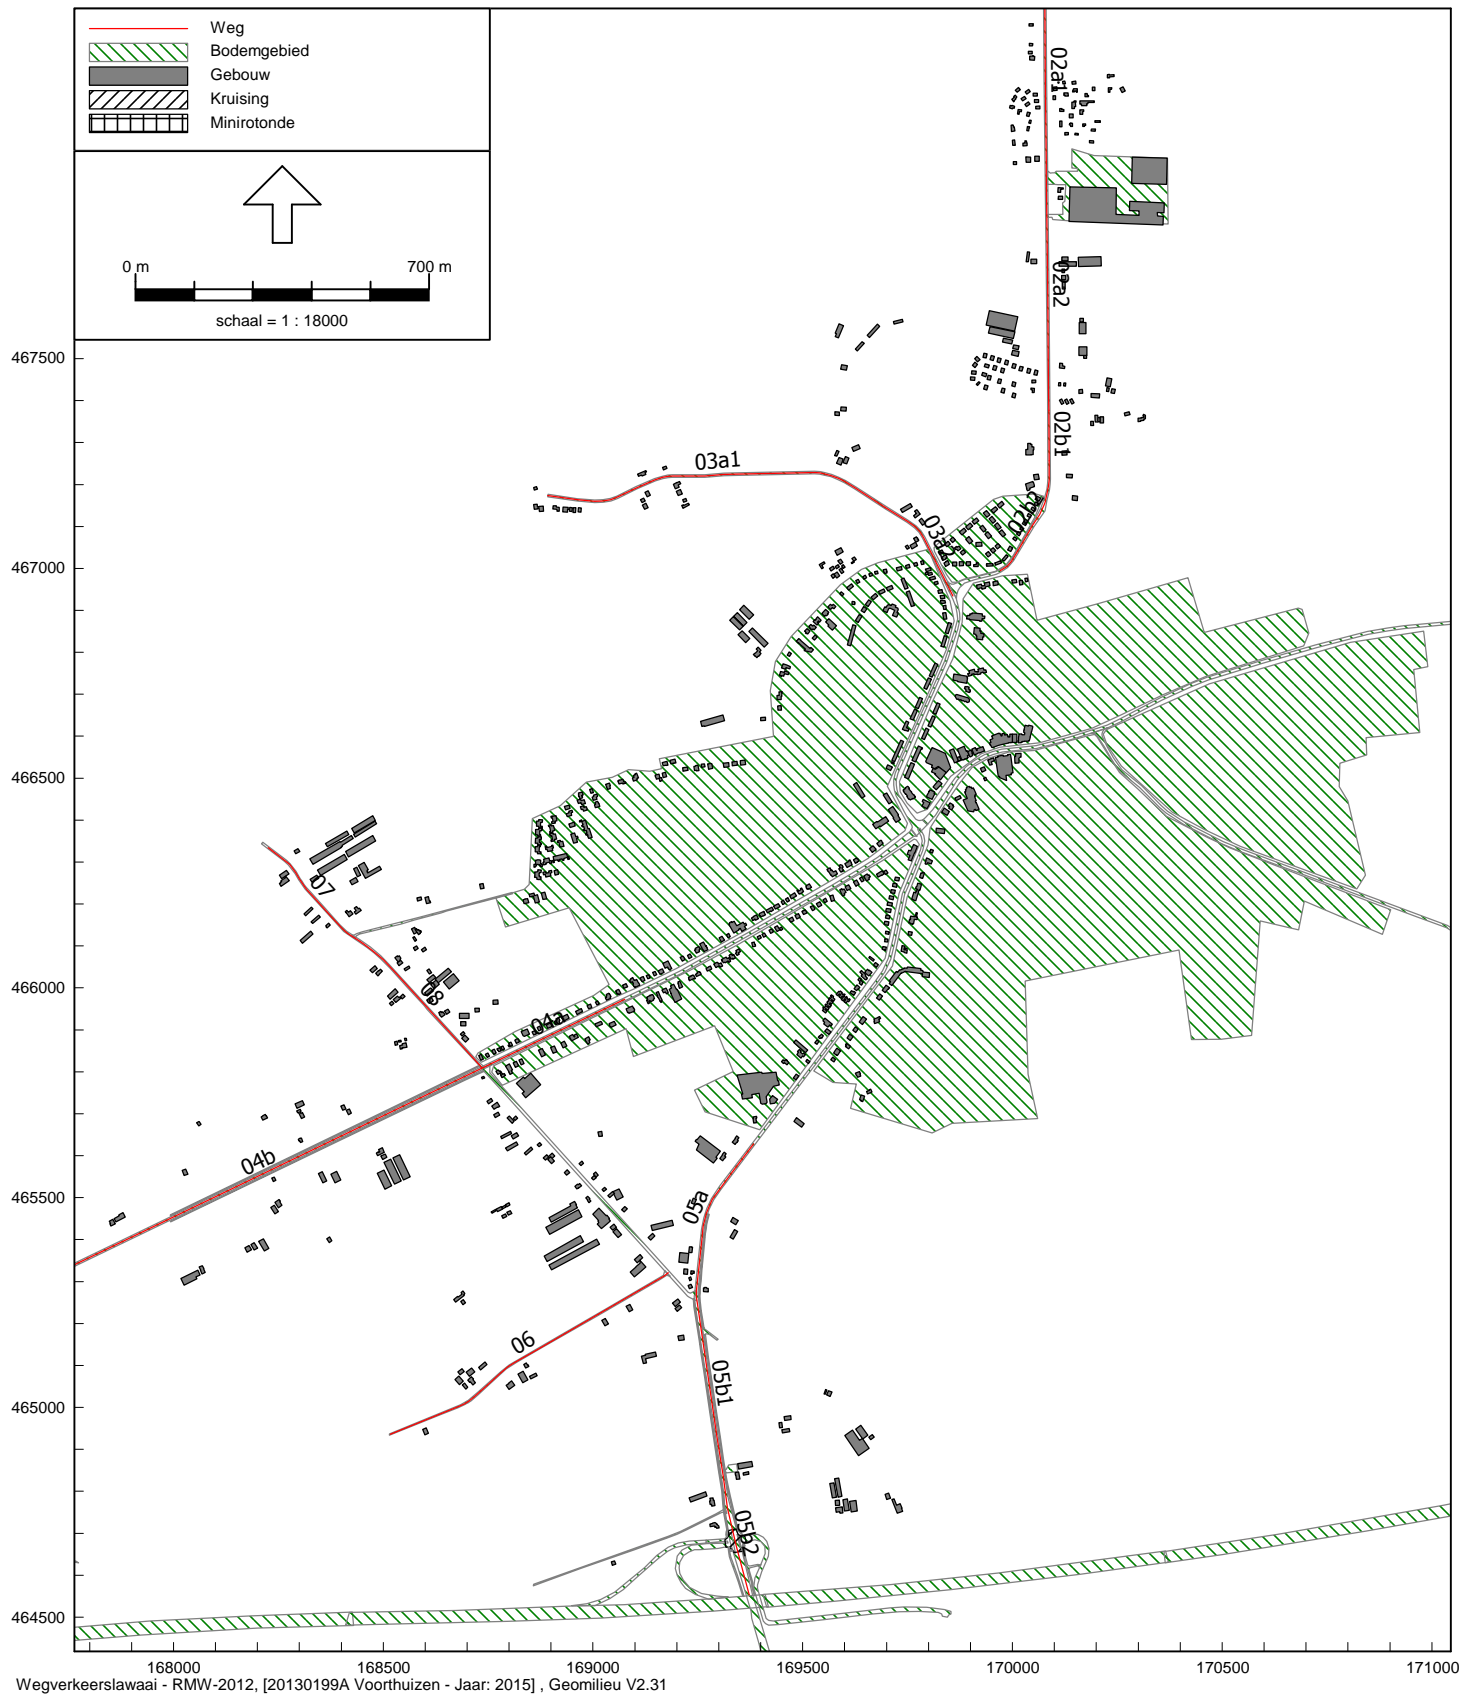 Weg
Bodemgebied
Gebouw
Kruising
Minirotonde
0 m 700 m
schaal = 1 : 18000
02a1
02a2
467500
02b1
03a1
02b2
03a2
467000
466500
07
08
466000
04a
04b
465500
05a
06
05b1
465000
05b2
464500
168000 168500 169000 169500 170000 170500 171000
Wegverkeerslawaai - RMW-2012, [20130199A Voorthuizen - Jaar: 2015] , Geomilieu V2.31